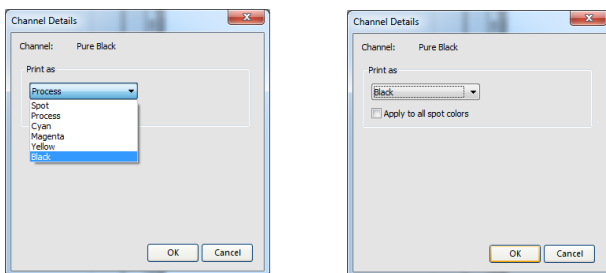 Channel Details
x
Channel: Pure Black
Print as
Process
Spot
Process
Cyan
Magenta
Yellow
Black
OK Cancel
Channel Details
x
Channel: Pure Black
Print as
Black
Apply to all spot colors
OK Cancel